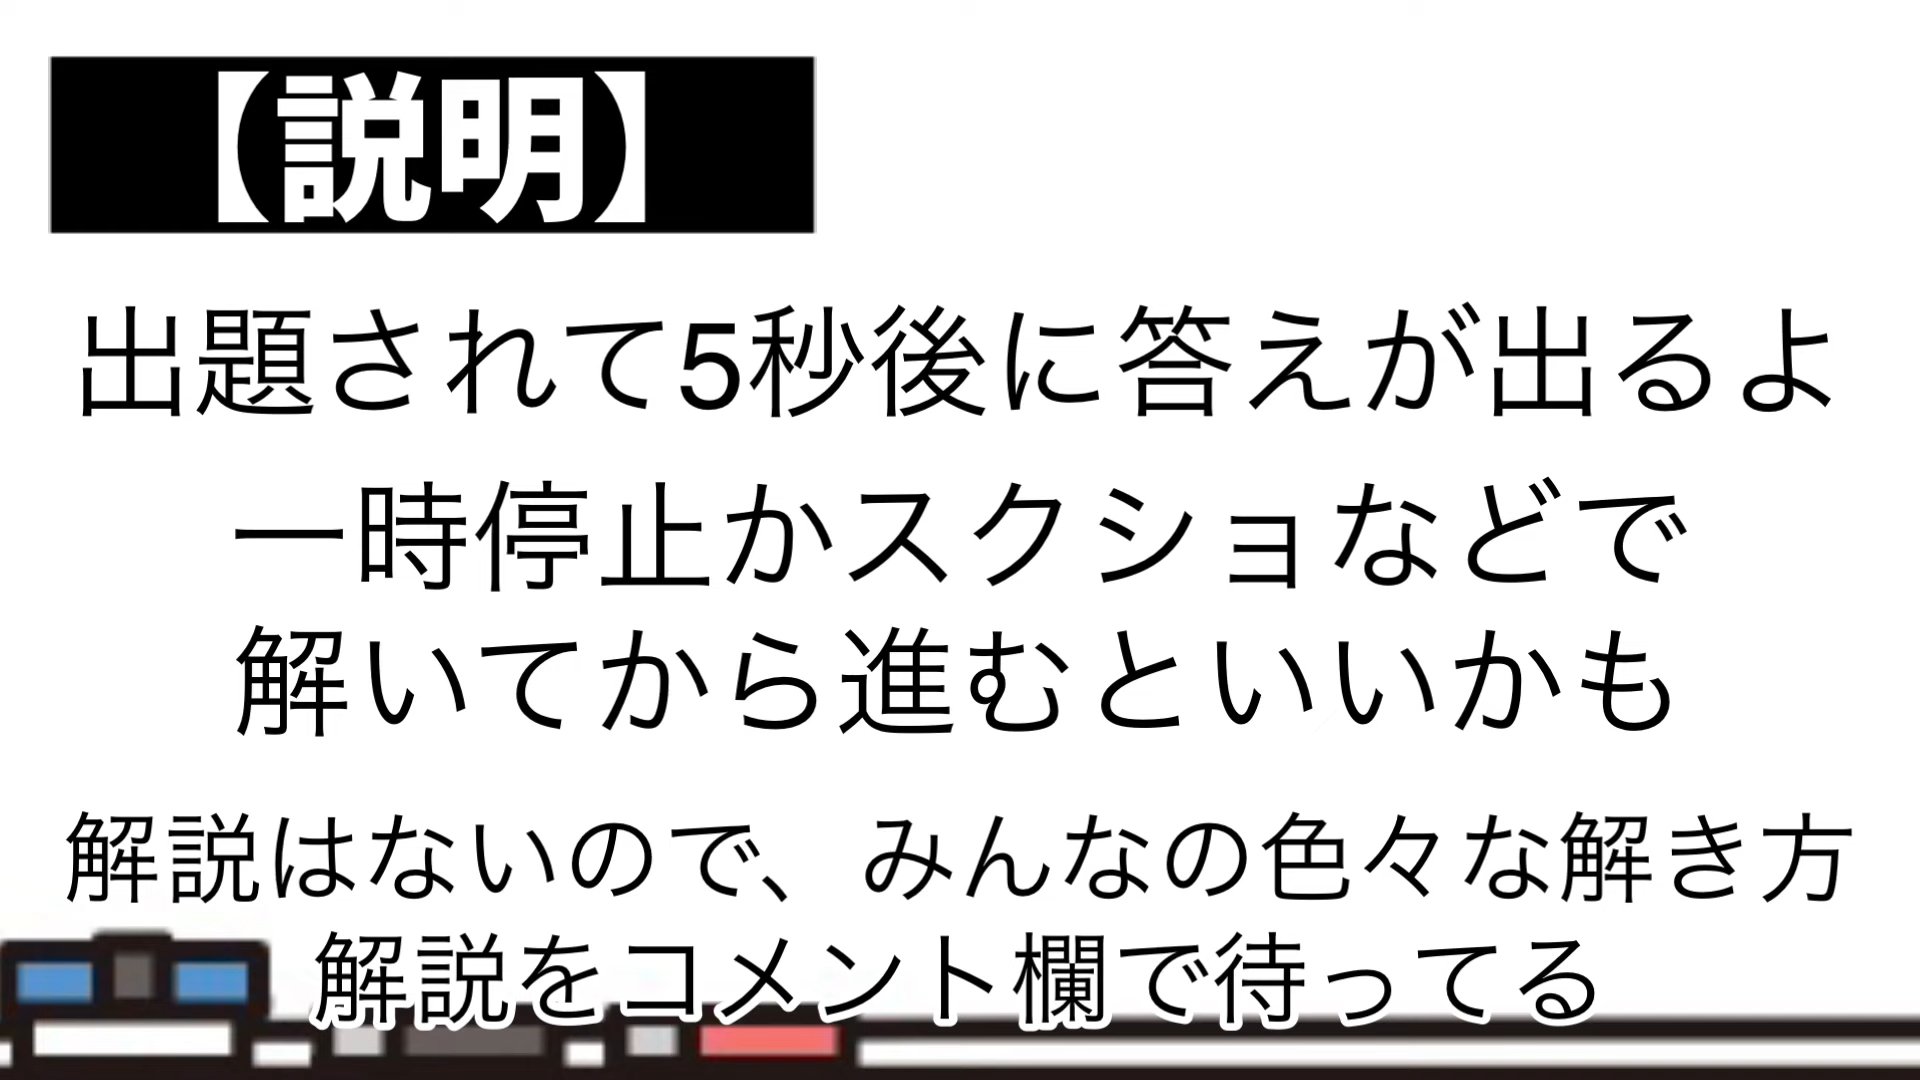 【説明】
出題されて5秒後に答えが出るよ
一時停止かスクショなどで
解いてから進むといいかも
解説はないので、みんなの色々な解き方
解説をコメント欄で待ってる